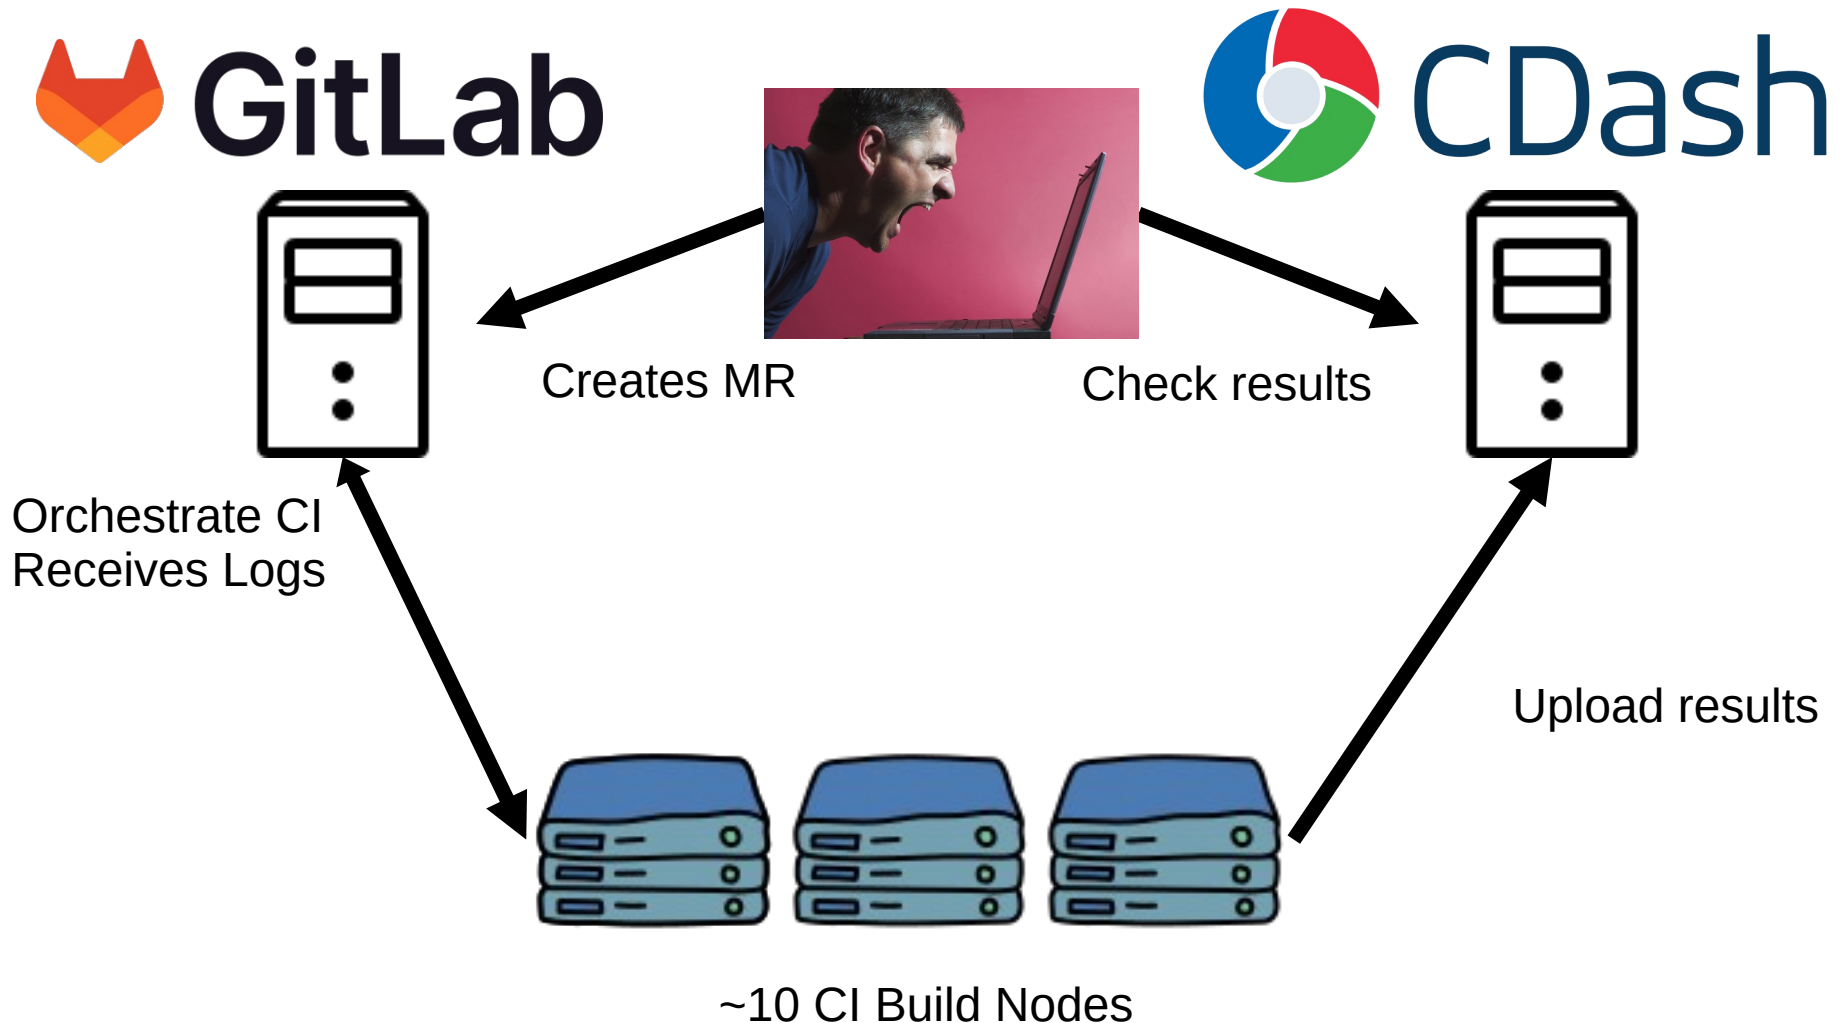 GitLab
CDash
Creates MR
Check results
Orchestrate CI
Receives Logs
Upload results
~10 CI Build Nodes